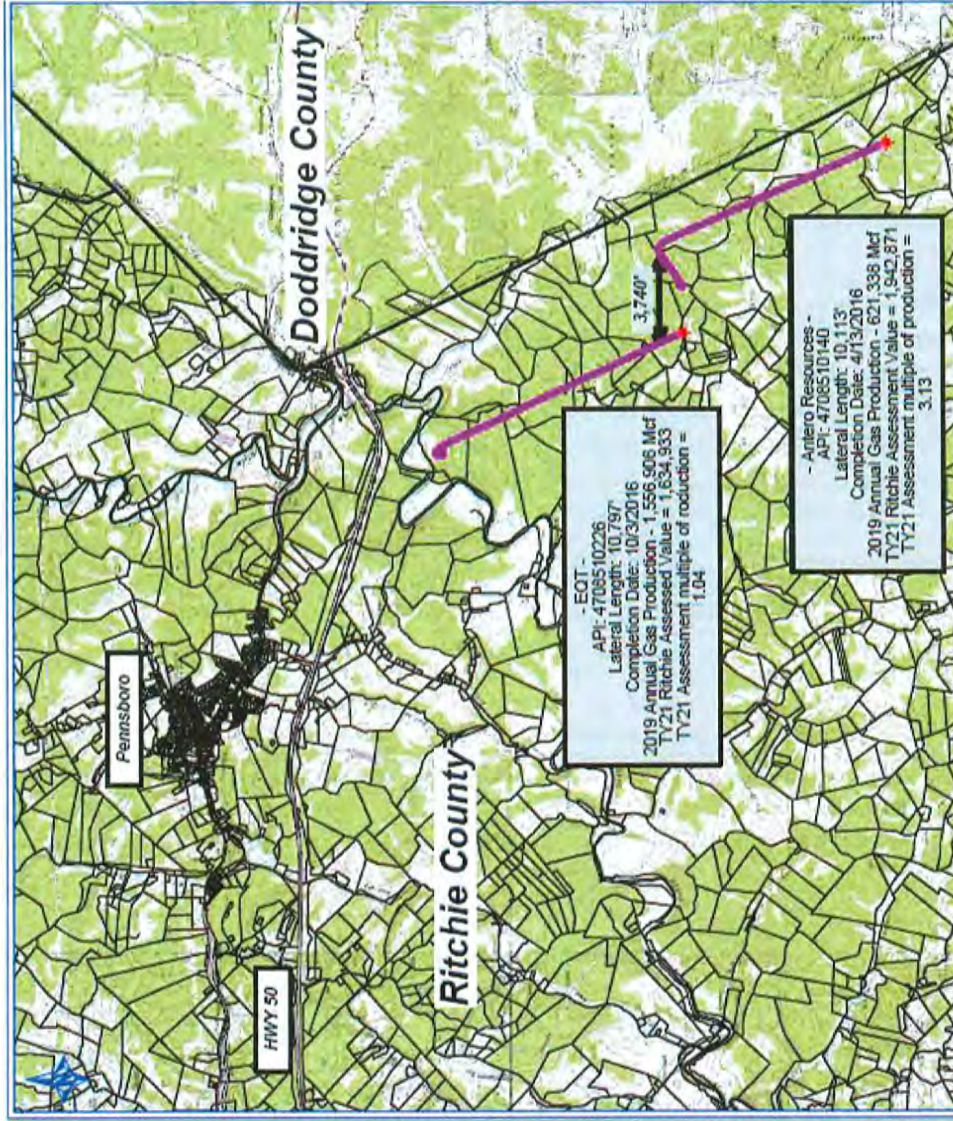 Pennsboro
HWY 50
Doddridge County
Ritchie County
3,740'
- EQT -
API: 4708510226
Lateral Length: 10,797'
Completion Date: 10/3/2016
2019 Annual Gas Production - 1,556,906 Mcf
TY21 Ritchie Assessed Value = 1,634,933
TY21 Assessment multiple of roduction =
1.04
- Antero Resources -
API: 4708510140
Lateral Length: 10,113'
Completion Date: 4/13/2016
2019 Annual Gas Production - 621,338 Mcf
TY21 Ritchie Assessment Value = 1,942,871
TY21 Assessment multiple of production =
3.13